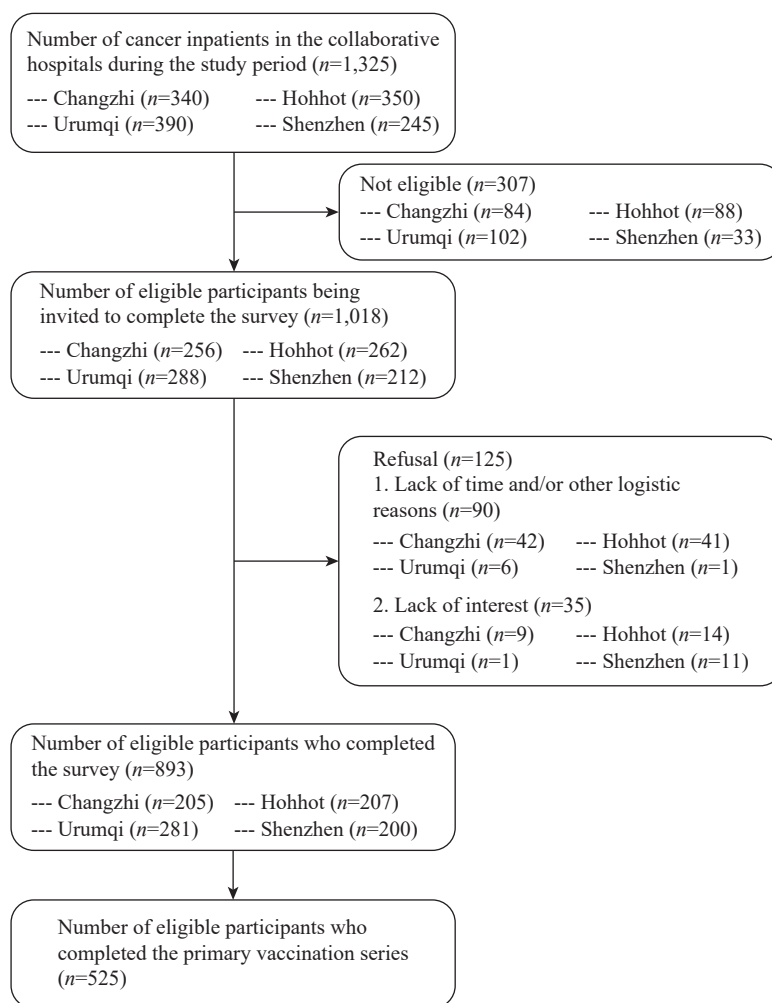 Number of cancer inpatients in the collaborative
hospitals during the study period (n=1,325)
--- Changzhi (n=340) --- Hohhot (n=350)
--- Urumqi (n=390) --- Shenzhen (n=245)
Not eligible (n=307)
--- Changzhi (n=84) --- Hohhot (n=88)
--- Urumqi (n=102) --- Shenzhen (n=33)
Number of eligible participants being
invited to complete the survey (n=1,018)
--- Changzhi (n=256) --- Hohhot (n=262)
--- Urumqi (n=288) --- Shenzhen (n=212)
Refusal (n=125)
1. Lack of time and/or other logistic
reasons (n=90)
--- Changzhi (n=42) --- Hohhot (n=41)
--- Urumqi (n=6) --- Shenzhen (n=1)
2. Lack of interest (n=35)
--- Changzhi (n=9) --- Hohhot (n=14)
--- Urumqi (n=1) --- Shenzhen (n=11)
Number of eligible participants who completed
the survey (n=893)
--- Changzhi (n=205) --- Hohhot (n=207)
--- Urumqi (n=281) --- Shenzhen (n=200)
Number of eligible participants who
completed the primary vaccination series
(n=525)